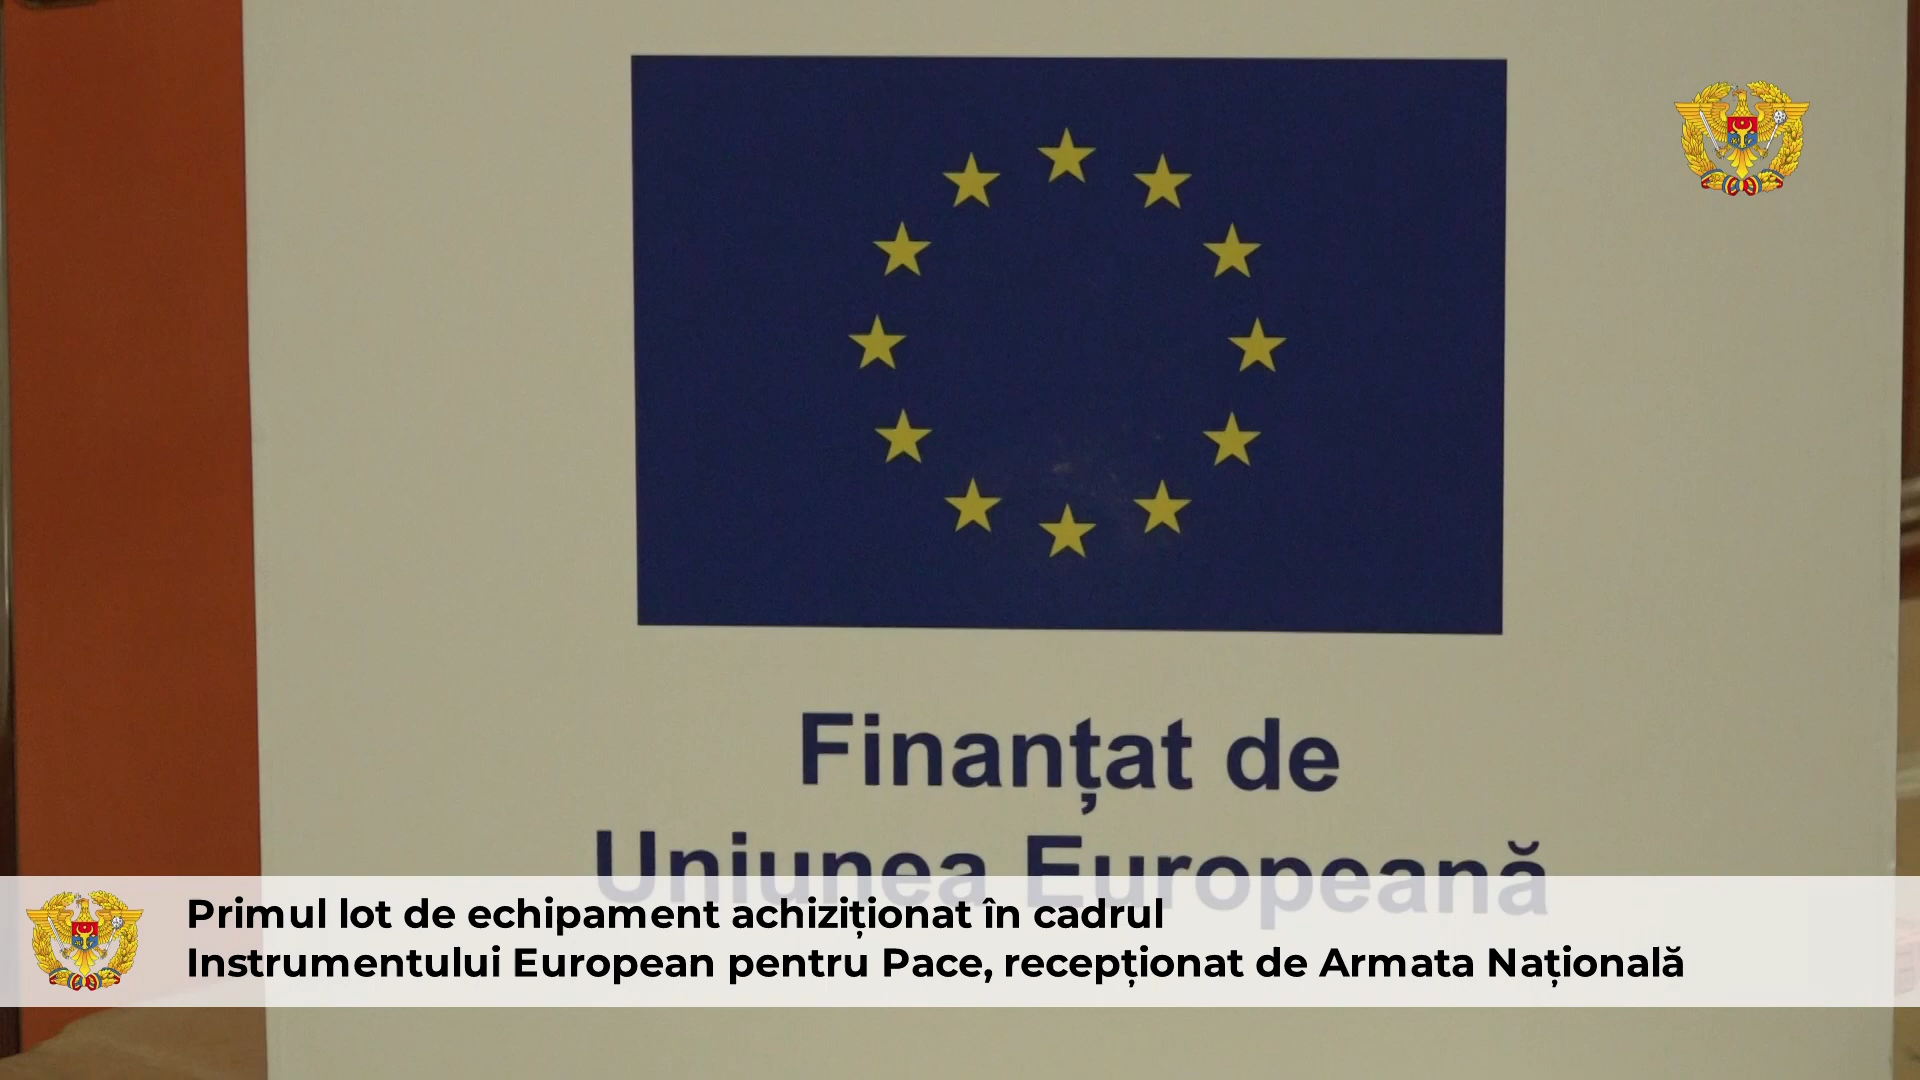 Finanțat de
Uniunea Europeană
Primul lot de echipament achiziționat în cadrul
Instrumentului European pentru Pace, recepționat de Armata Națională